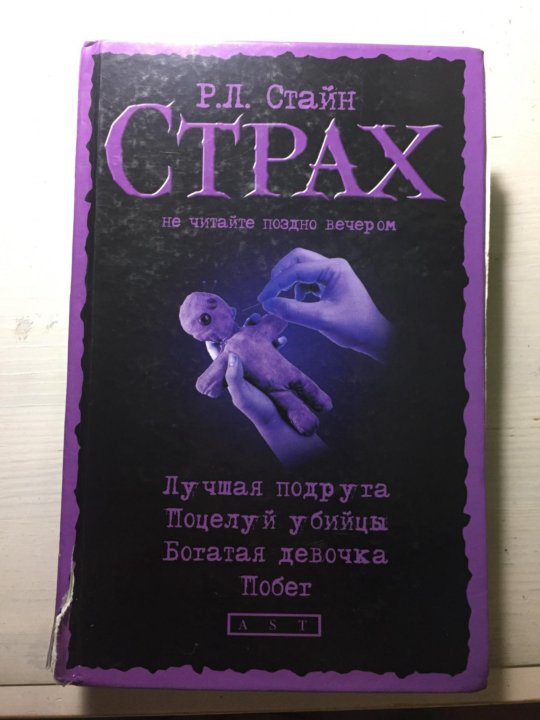 Р.Л. Стайн
СТРАХ
не читайте поздно вечером
Лучшая подруга
Поцелуй убийцы
Богатая девочка
Побег
AST